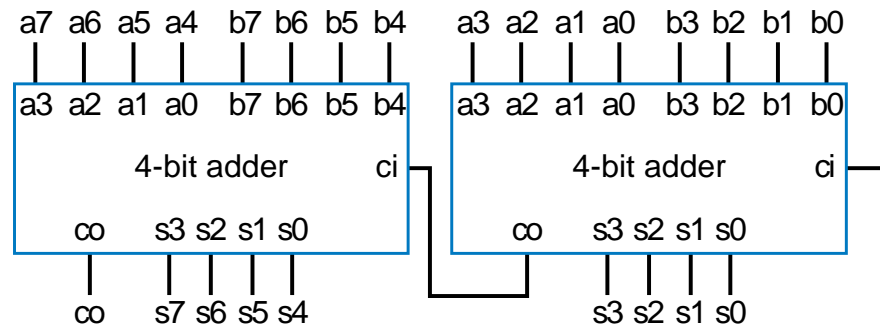 a7 a6 a5 a4 b7 b6 b5 b4 a3 a2 a1 a0 b3 b2 b1 b0
a3 a2 a1 a0 b7 b6 b5 b4 a3 a2 a1 a0 b3 b2 b1 b0
4-bit adder ci 4-bit adder ci
co s3 s2 s1 s0 co s3 s2 s1 s0
co s7 s6 s5 s4 s3 s2 s1 s0